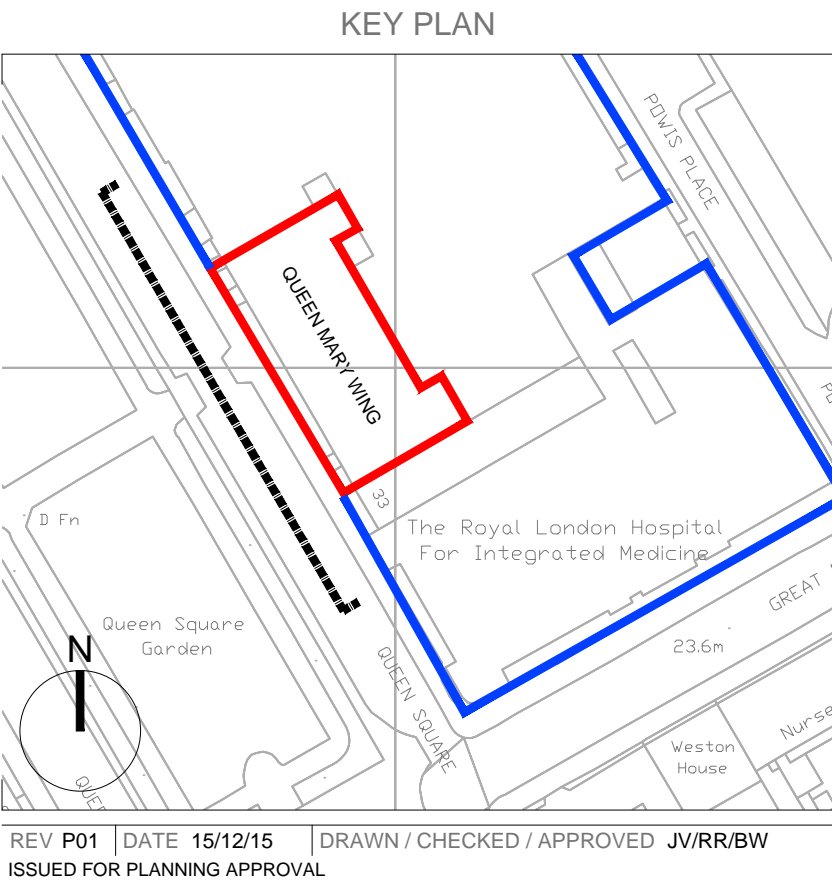 KEY PLAN
POWIS PLACE
QUEEN MARY WING
33
D Fn
The Royal London Hospital
For Integrated Medicine
GREAT
Queen Square
Garden
N
23.6m
QUEEN SQUARE
Weston
House
Nurse
REV P01 DATE 15/12/15 DRAWN / CHECKED / APPROVED JV/RR/BW
ISSUED FOR PLANNING APPROVAL